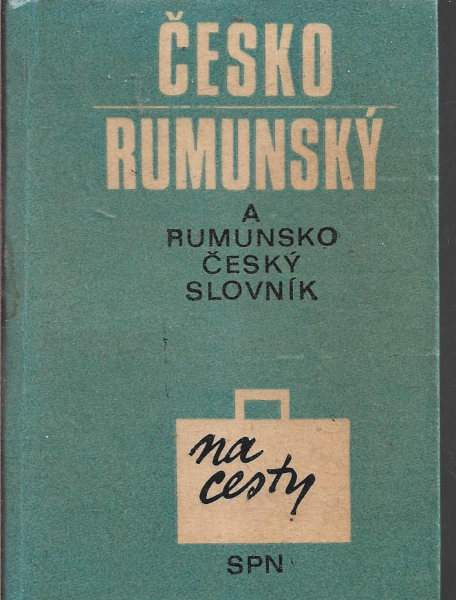 ČESKO
RUMUNSKÝ
A
RUMUNSKO
ČESKÝ
SLOVNÍK
na
cesty
SPN